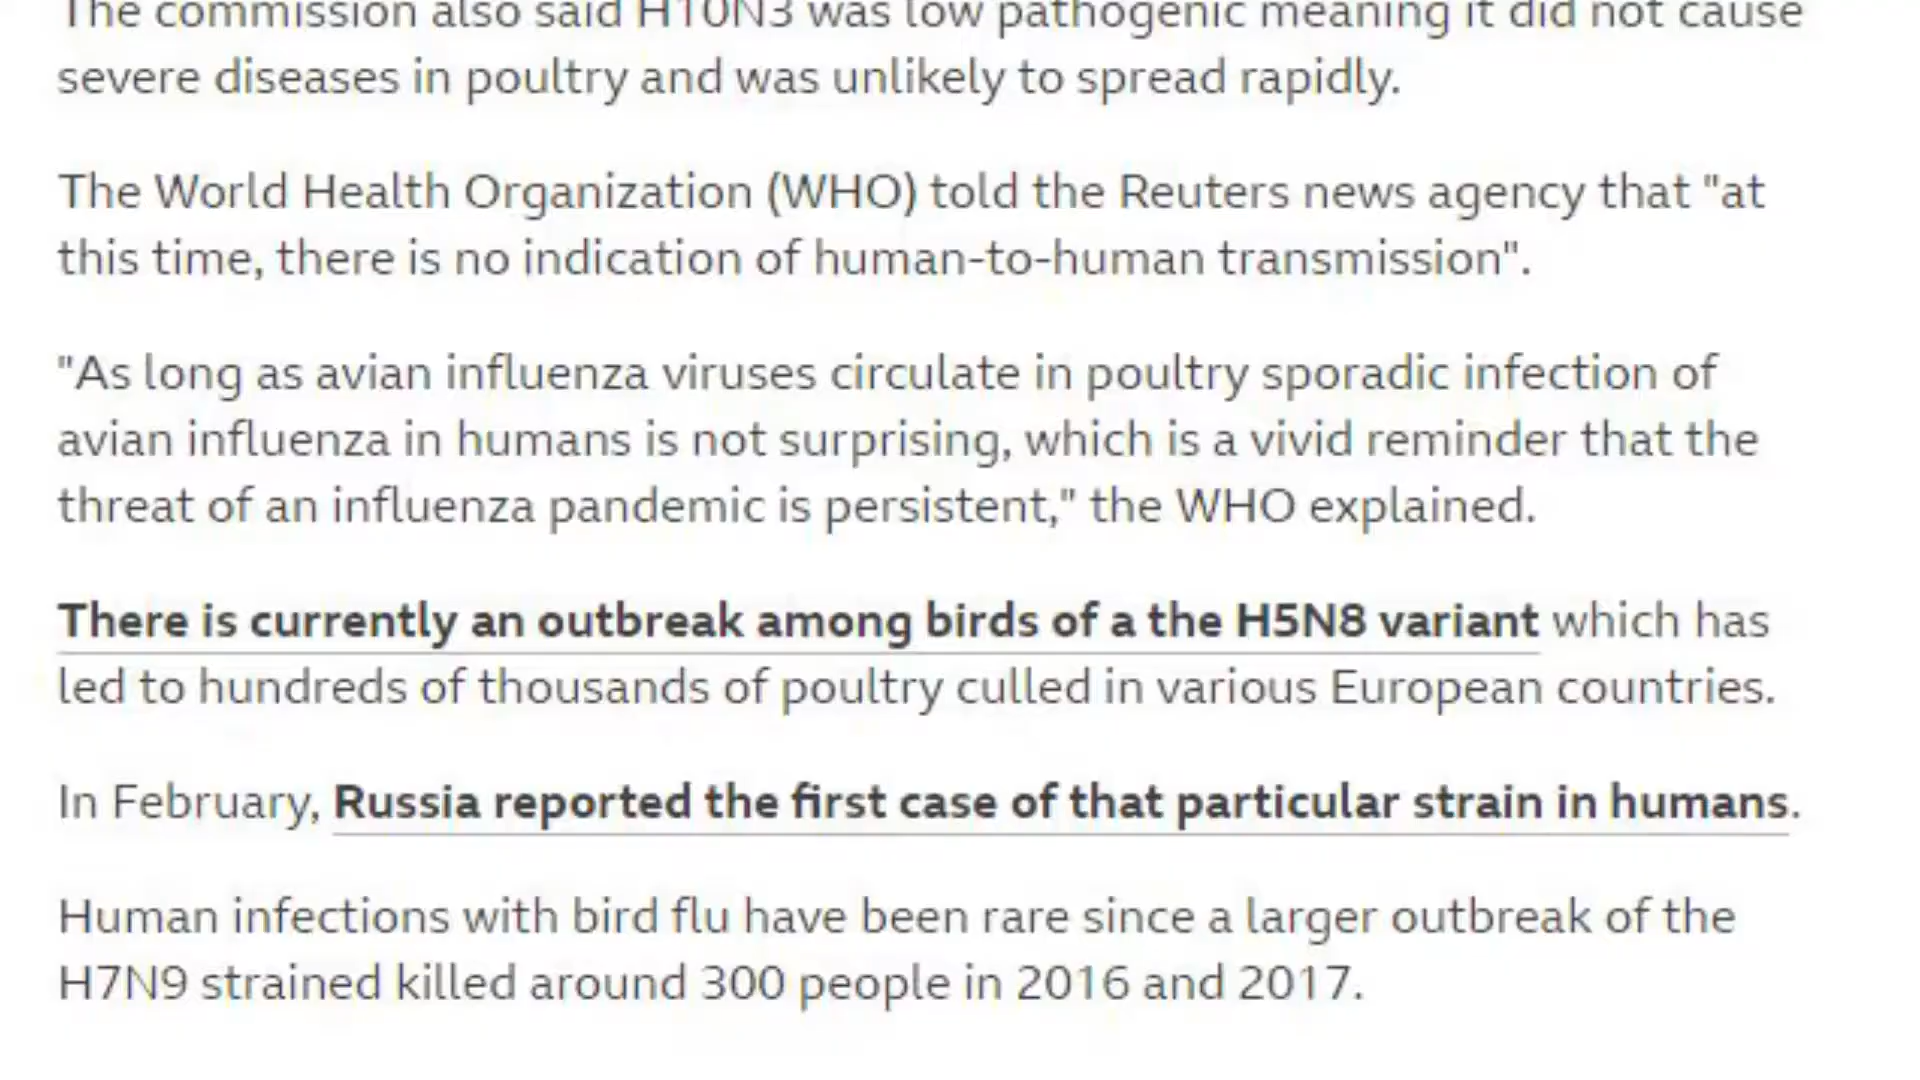 The commission also said H10N3 was low pathogenic meaning it did not cause
severe diseases in poultry and was unlikely to spread rapidly.
The World Health Organization (WHO) told the Reuters news agency that "at
this time, there is no indication of human-to-human transmission".
"As long as avian influenza viruses circulate in poultry sporadic infection of
avian influenza in humans is not surprising, which is a vivid reminder that the
threat of an influenza pandemic is persistent," the WHO explained.
There is currently an outbreak among birds of a the H5N8 variant which has
led to hundreds of thousands of poultry culled in various European countries.
In February, Russia reported the first case of that particular strain in humans.
Human infections with bird flu have been rare since a larger outbreak of the
H7N9 strained killed around 300 people in 2016 and 2017.